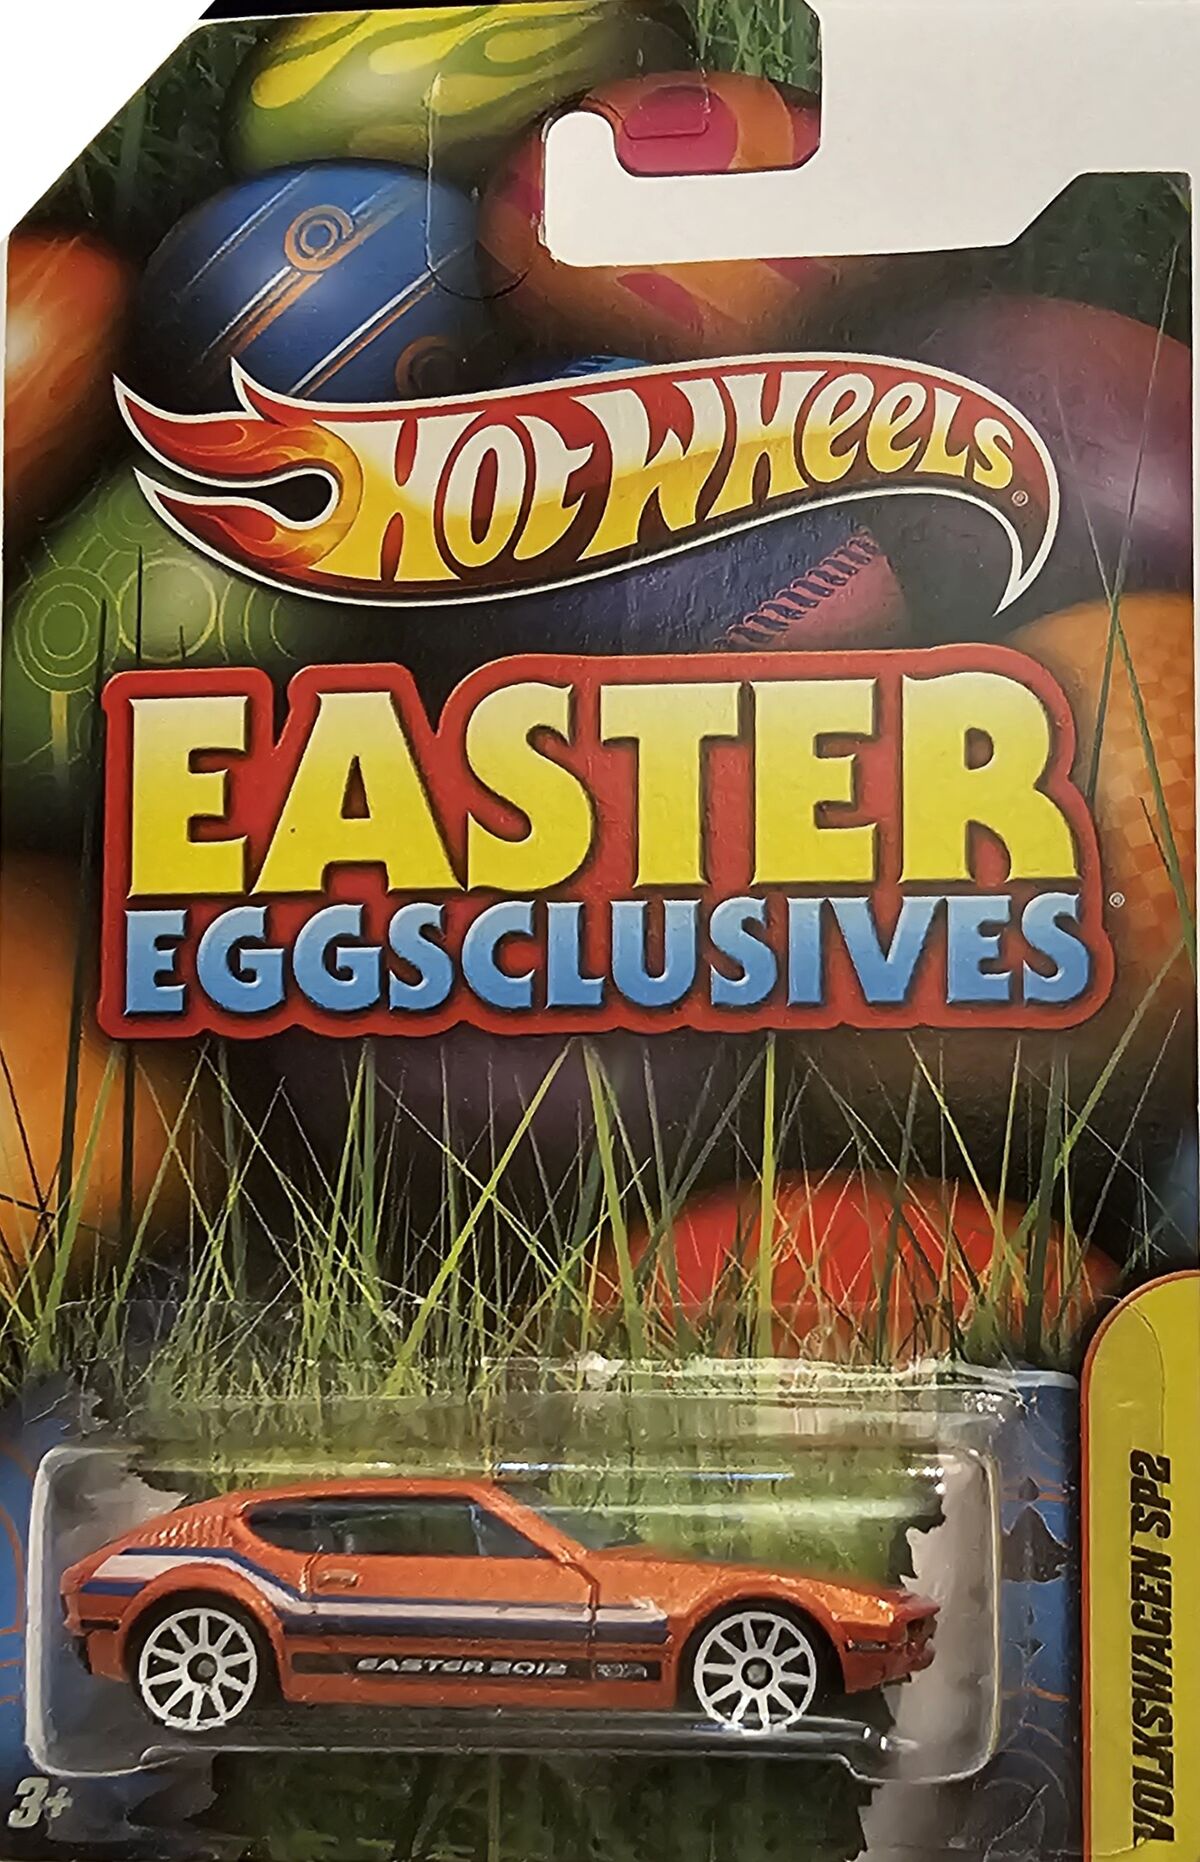 HOT WHEELS®
EASTER
EGGSCLUSIVES
EASTER 2012
3+
VOLKSWAGEN SP2